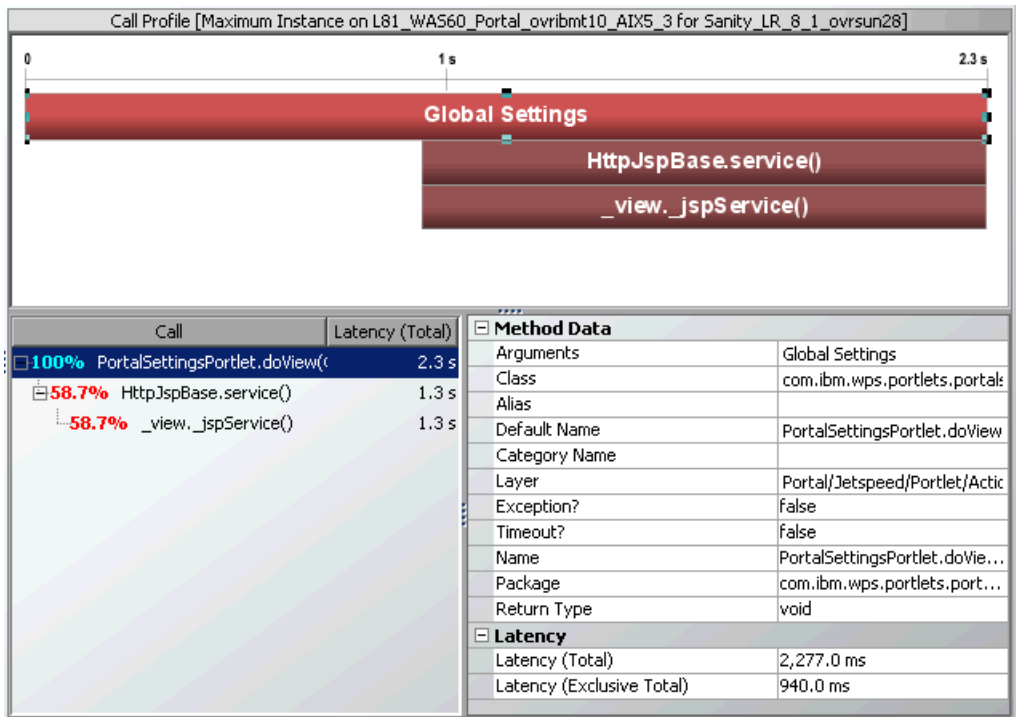 Call Profile [Maximum Instance on L81_WAS60_Portal_ovribmt10_AIX5_3 for Sanity_LR_8_1_ovrsun28]
0 1 s 2.3 s
Global Settings
HttpJspBase.service()
_view._jspService()
Call Latency (Total)
100% PortalSettingsPortlet.doView(
2.3 s
58.7% HttpJspBase.service() 1.3 s
58.7% _view._jspService() 1.3 s
Method Data
Arguments Global Settings
Class com.ibm.wps.portlets.portals
Alias
Default Name PortalSettingsPortlet.doView
Category Name
Layer Portal/Jetspeed/Portlet/Actic
Exception? false
Timeout? false
Name PortalSettingsPortlet.doVie...
Package com.ibm.wps.portlets.port...
Return Type void
Latency
Latency (Total) 2,277.0 ms
Latency (Exclusive Total) 940.0 ms